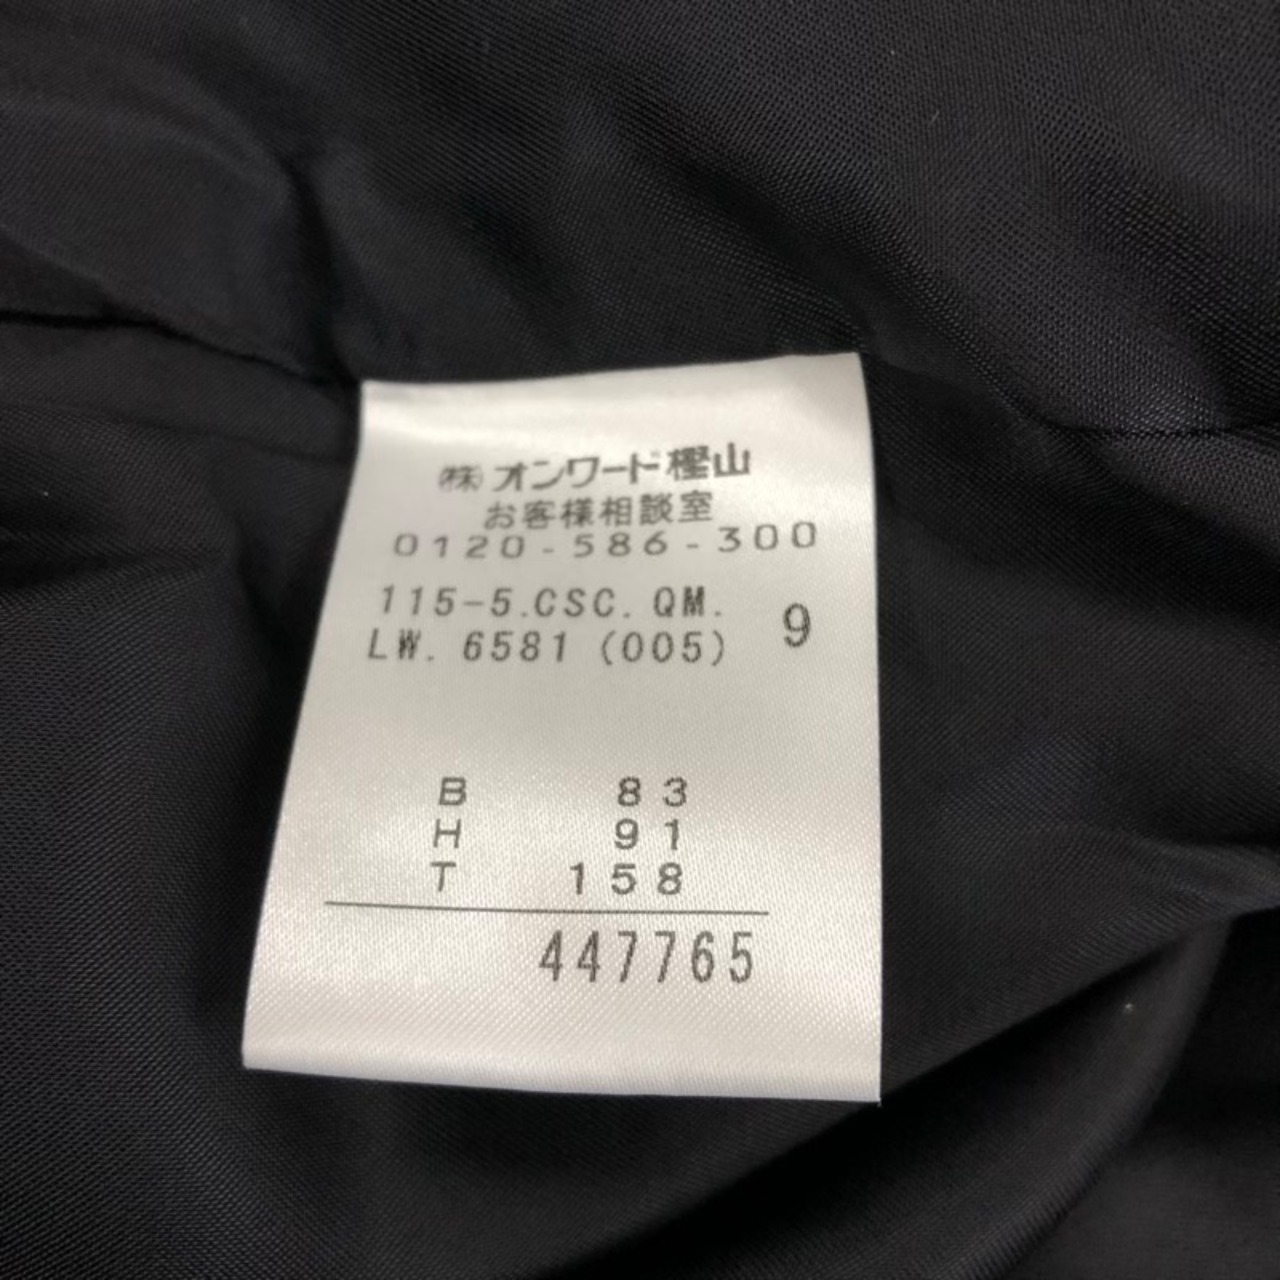 ㈱オンワード樫山
お客様相談室
0120-586-300
115-5.CSC.QM.
LW. 6581 (005) 9
B 83
H 91
T 158
447765